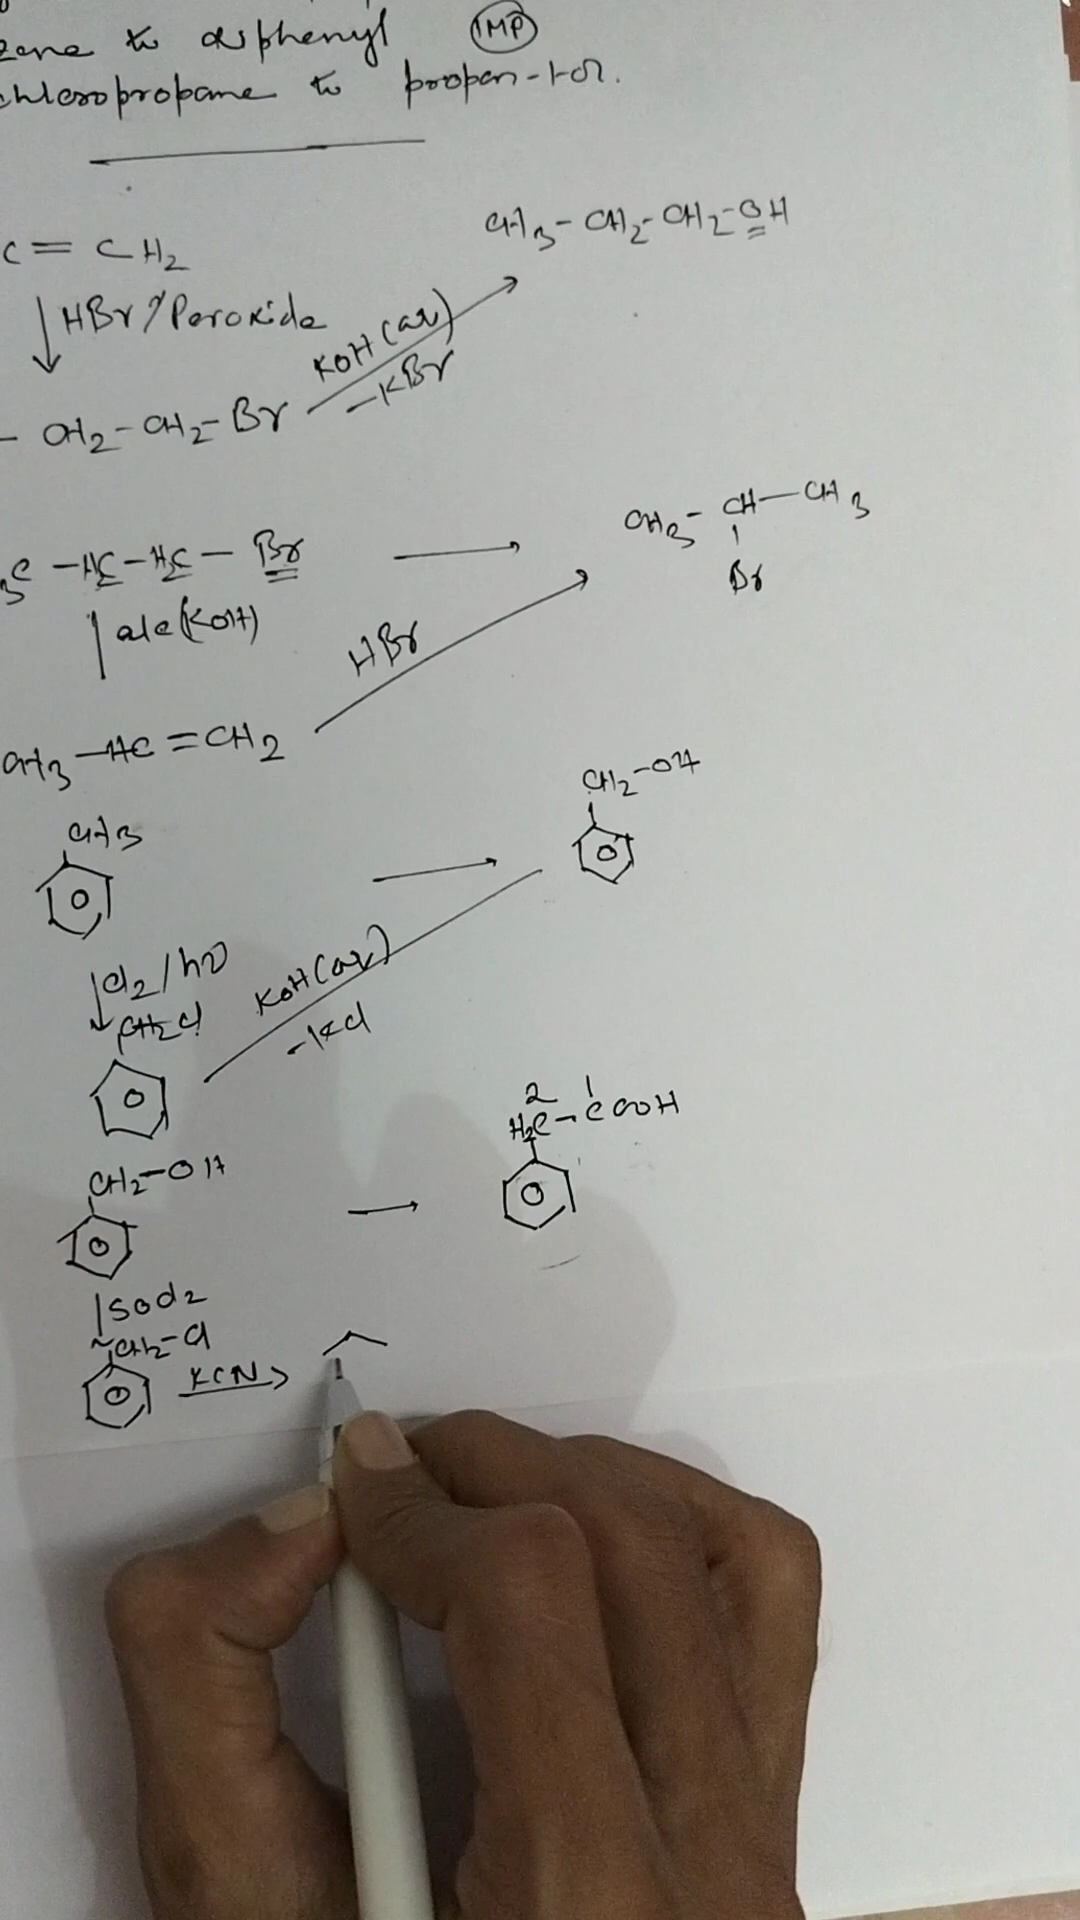 zene to diphenyl IMP
chloropropane to propan-1-ol.
CH3-CH2-CH2-OH
C=CH2
HBr/Peroxide
KOH(aq)
-KBr
- CH2-CH2-Br
CH3-CH-CH3
Br
3C-HC-H2C-Br
alc(KOH)
HBr
CH3-HC=CH2
CH2-OH
CH3
Cl2/hν
KOH(aq)
-KCl
CH2Cl
2 1
H2C-COOH
CH2-OH
SOCl2
CH2-Cl
KCN